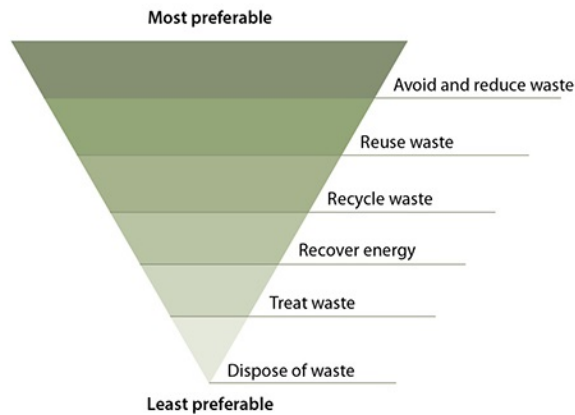 Most preferable
Avoid and reduce waste
Reuse waste
Recycle waste
Recover energy
Treat waste
Dispose of waste
Least preferable